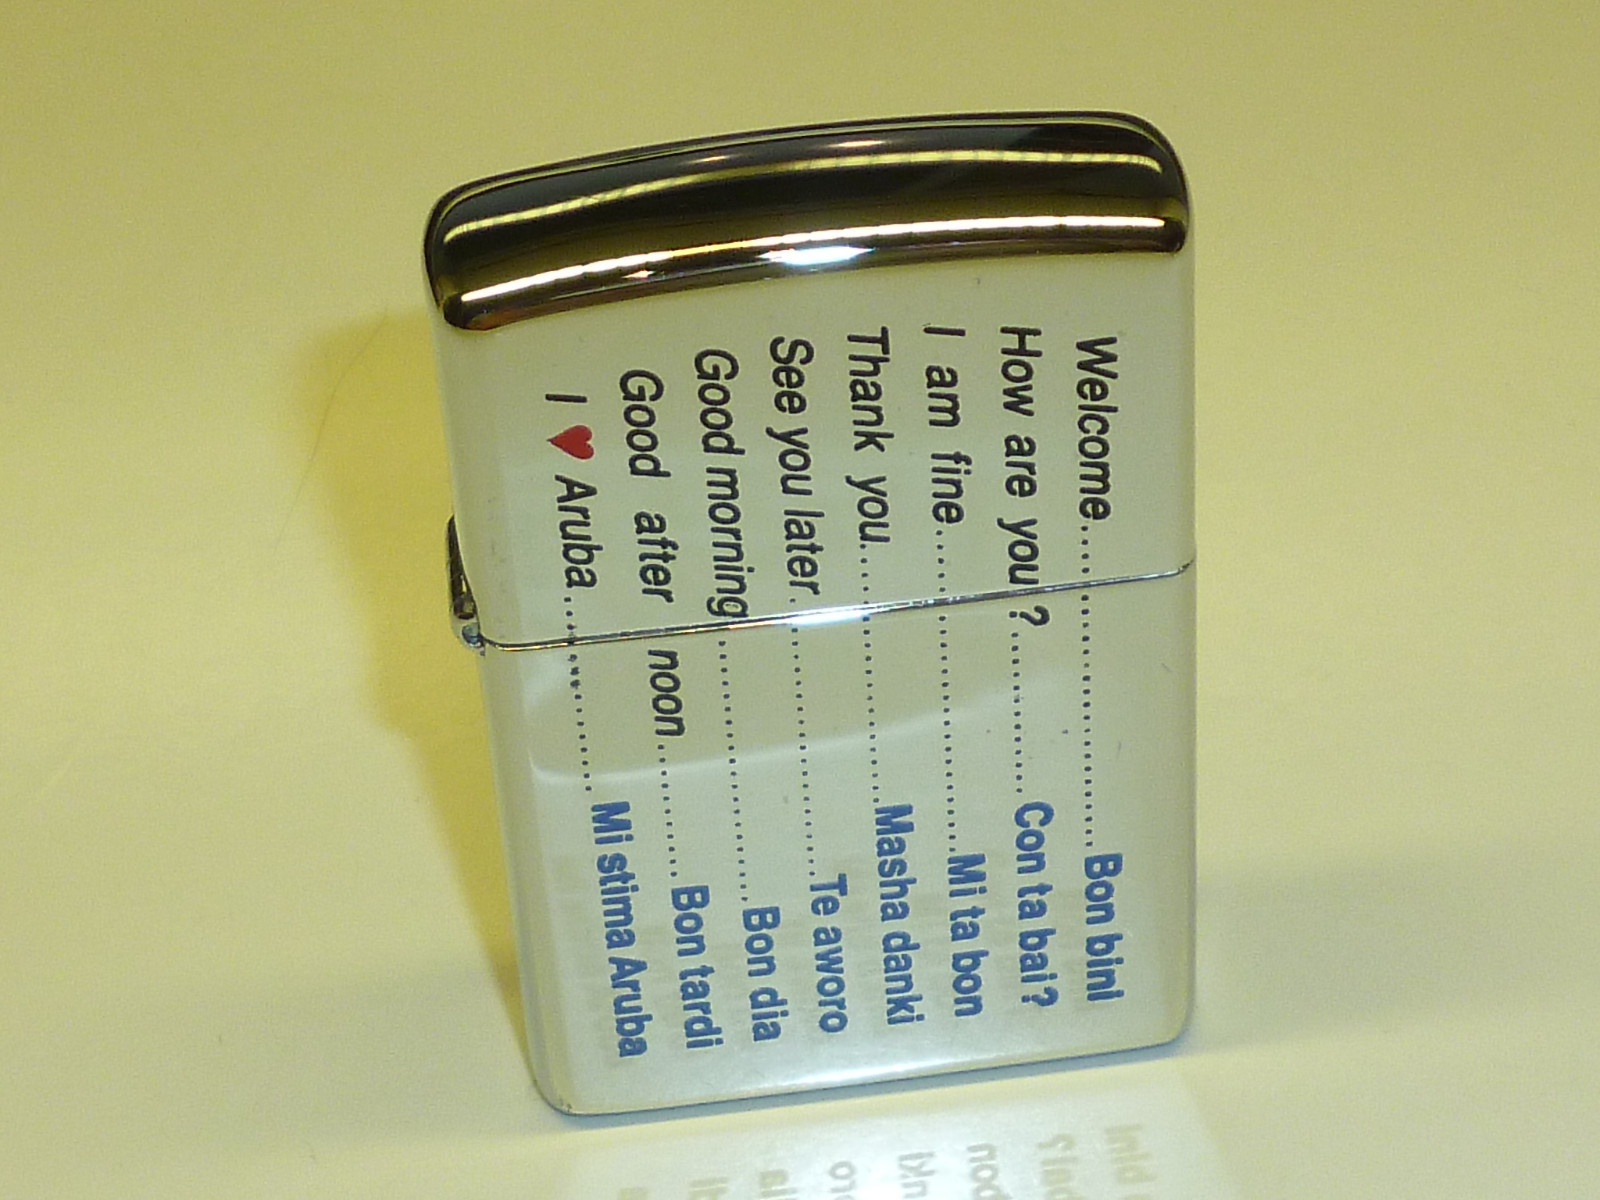 Welcome..............................Bon bini
How are you?...............Con ta bai?
I am fine..............................Mi ta bon
Thank you........................Masha danki
See you later........................Te aworo
Good morning......................Bon dia
Good after noon.............Bon tardi
I ♥ Aruba....................Mi stima Aruba